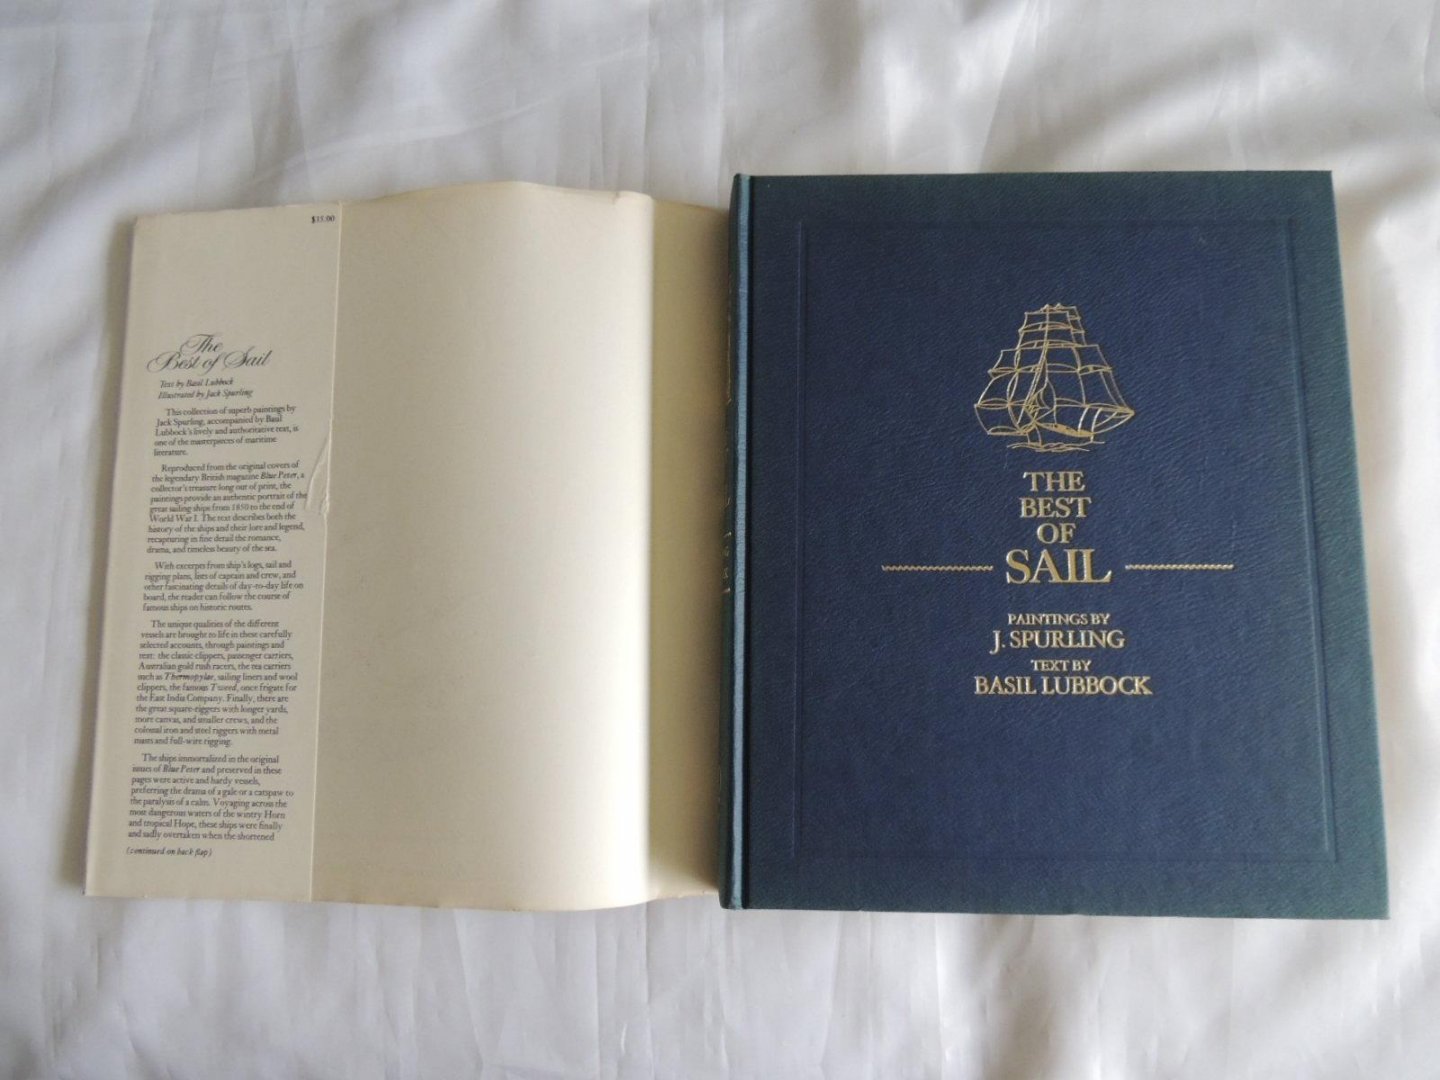 $35.00
The
Best of Sail
Text by Basil Lubbock
Illustrated by Jack Spurling
This collection of superb paintings by
Jack Spurling, accompanied by Basil
Lubbock's lively and authoritative text, is
one of the masterpieces of maritime
literature.
Reproduced from the original covers of
the legendary British magazine Blue Peter, a
collector's treasure long out of print, the
paintings provide an authentic portrait of the
great sailing ships from 1850 to the end of
World War I. The text describes both the
history of the ships and their lore and legend,
recapturing in fine detail the romance,
drama, and timeless beauty of the sea.
With excerpts from ship's logs, sail and
rigging plans, lists of captain and crew, and
other fascinating details of day-to-day life on
board, the reader can follow the course of
famous ships on historic routes.
The unique qualities of the different
vessels are brought to life in these carefully
selected accounts, through paintings and
text: the classic clippers, passenger carriers,
Australian gold rush racers, the tea carriers
such as Thermopylae, sailing liners and wool
clippers, the famous Tweed, once frigate for
the East India Company. Finally, there are
the great square-riggers with longer yards,
more canvas, and smaller crews, and the
colossal iron and steel riggers with metal
masts and full-wire rigging.
The ships immortalized in the original
issues of Blue Peter and preserved in these
pages were active and hardy vessels,
preferring the drama of a gale or a catspaw to
the paralysis of a calm. Voyaging across the
most dangerous waters of the wintry Horn
and tropical Hope, these ships were finally
and sadly overtaken when the shortened
(continued on back flap)
THE
BEST
OF
SAIL
PAINTINGS BY
J. SPURLING
TEXT BY
BASIL LUBBOCK